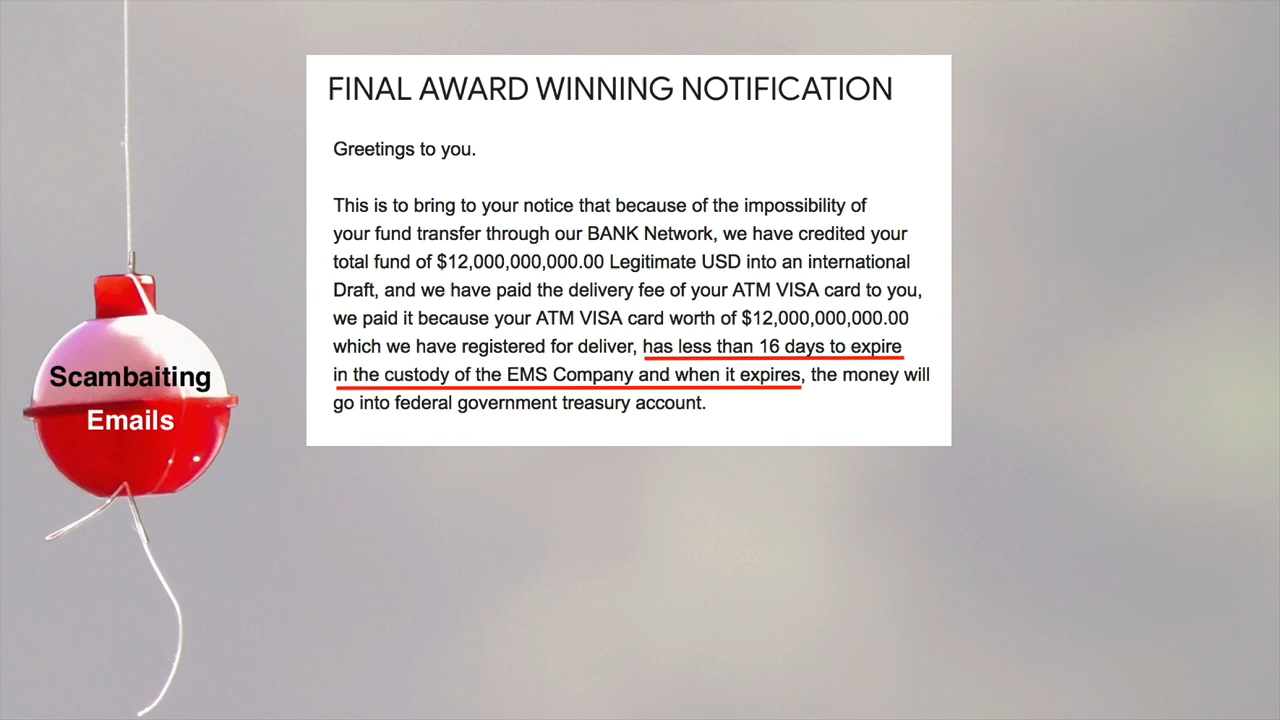 FINAL AWARD WINNING NOTIFICATION
Greetings to you.
This is to bring to your notice that because of the impossibility of
your fund transfer through our BANK Network, we have credited your
total fund of $12,000,000,000.00 Legitimate USD into an international
Draft, and we have paid the delivery fee of your ATM VISA card to you,
we paid it because your ATM VISA card worth of $12,000,000,000.00
which we have registered for deliver, has less than 16 days to expire
in the custody of the EMS Company and when it expires, the money will
go into federal government treasury account.
Scambaiting
Emails